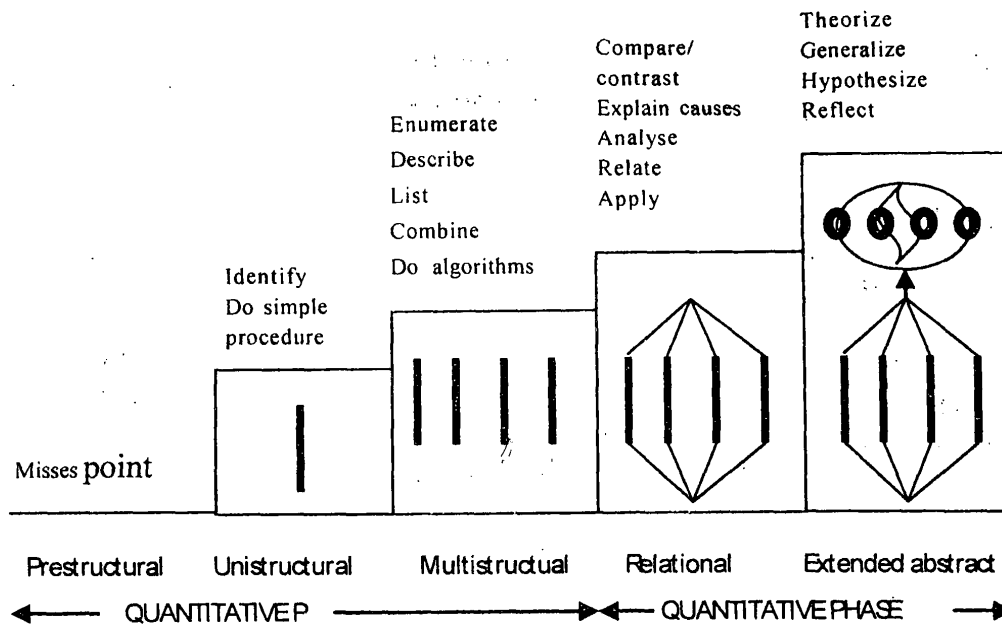 Theorize
Generalize
Hypothesize
Reflect
Compare/
contrast
Explain causes
Analyse
Relate
Apply
Enumerate
Describe
List
Combine
Do algorithms
Identify
Do simple
procedure
Misses point
Prestructural Unistructural Multistructual Relational Extended abstract
QUANTITATIVE P QUANTITATIVE PHASE